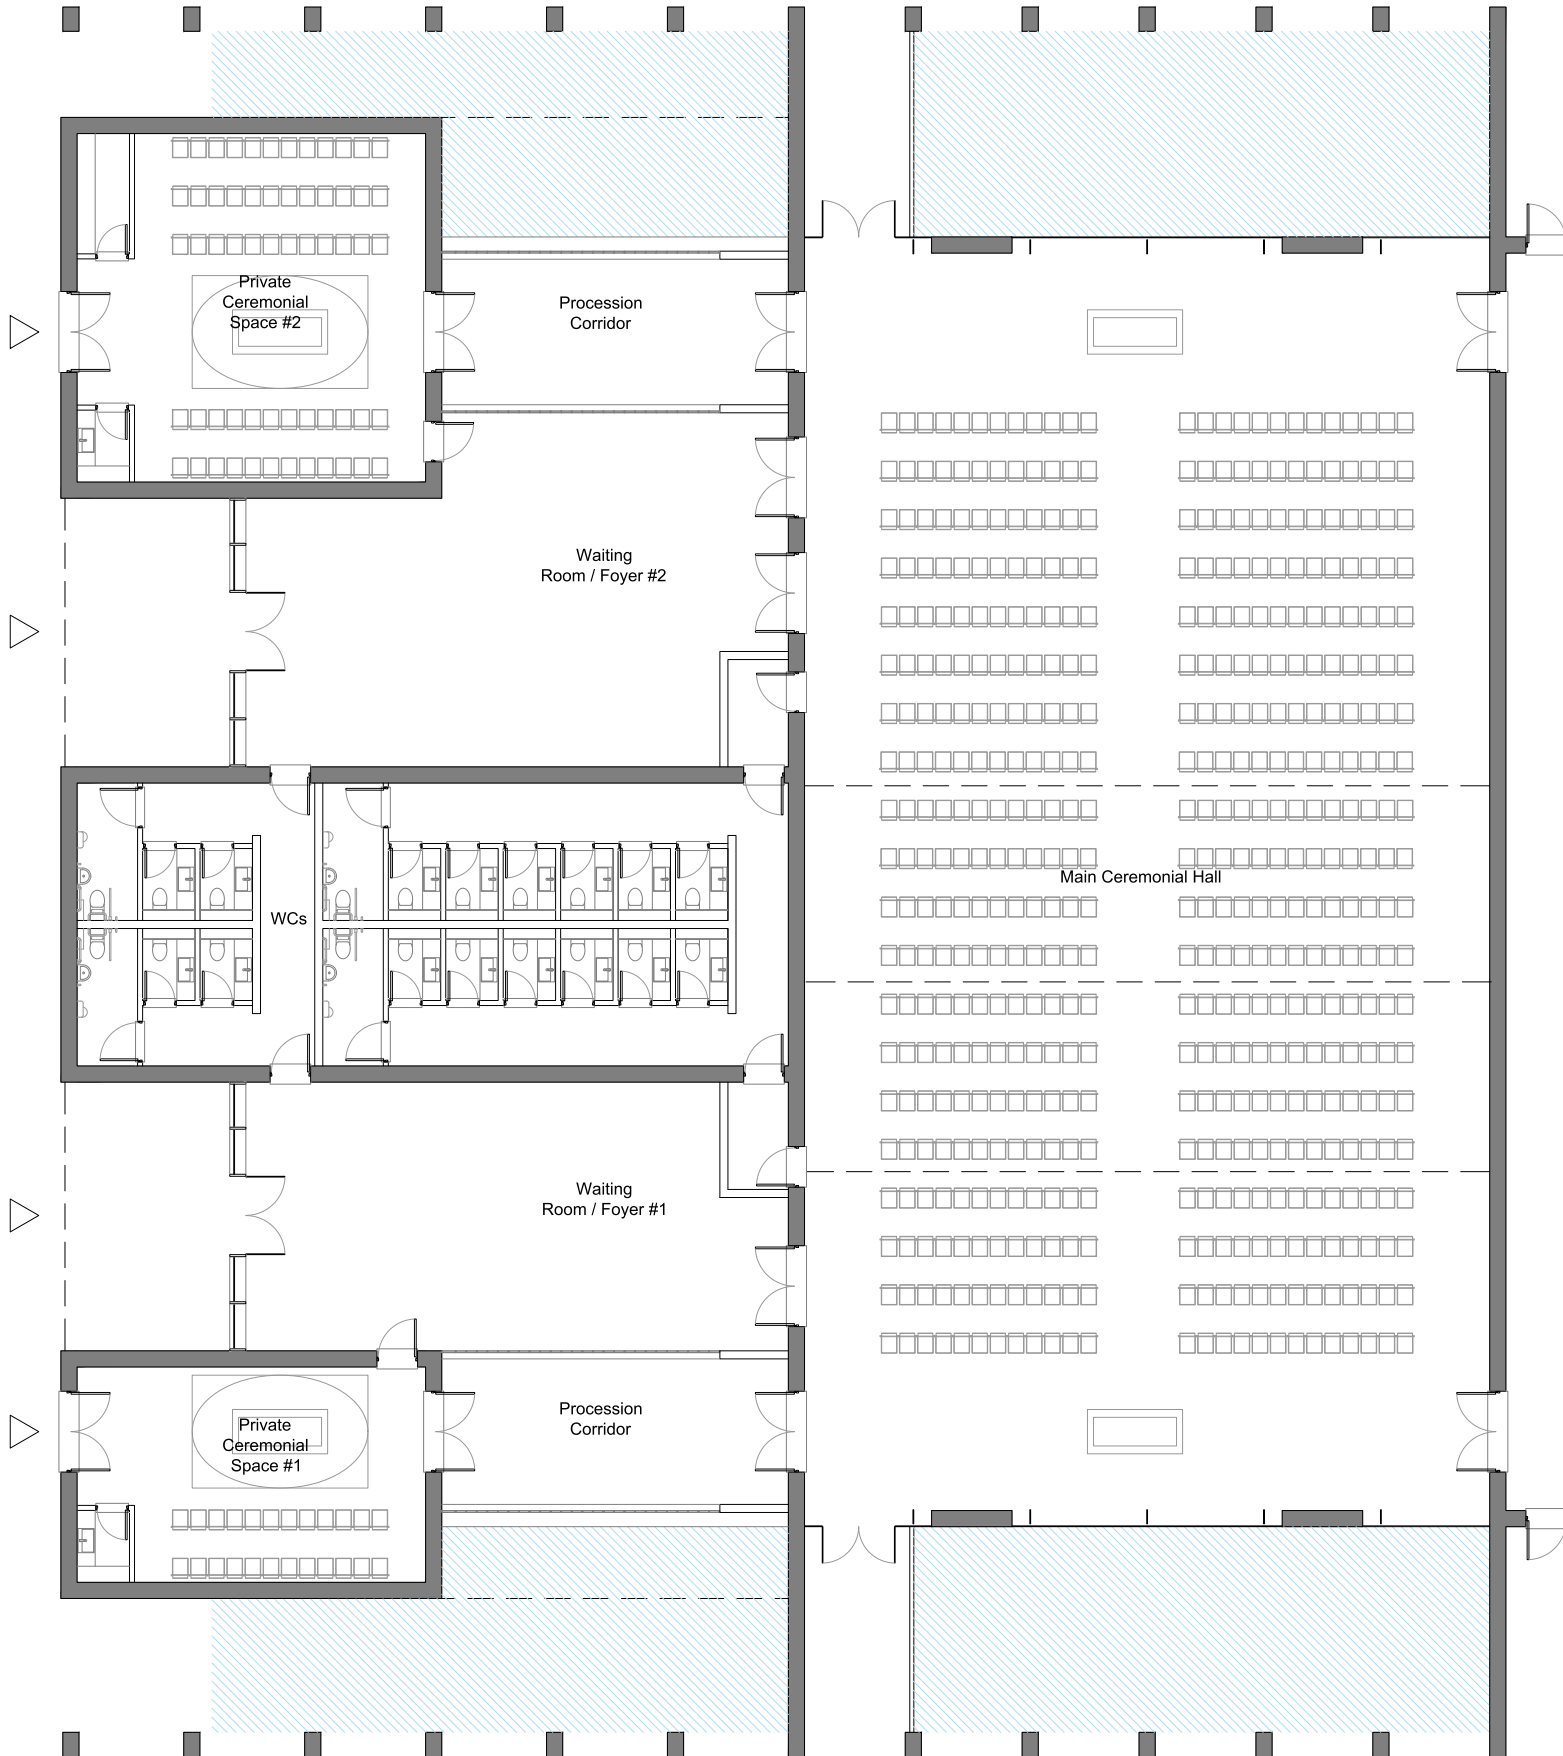 Private
Ceremonial
Space #2
Procession
Corridor
Waiting
Room / Foyer #2
Main Ceremonial Hall
WCs
Waiting
Room / Foyer #1
Procession
Corridor
Private
Ceremonial
Space #1